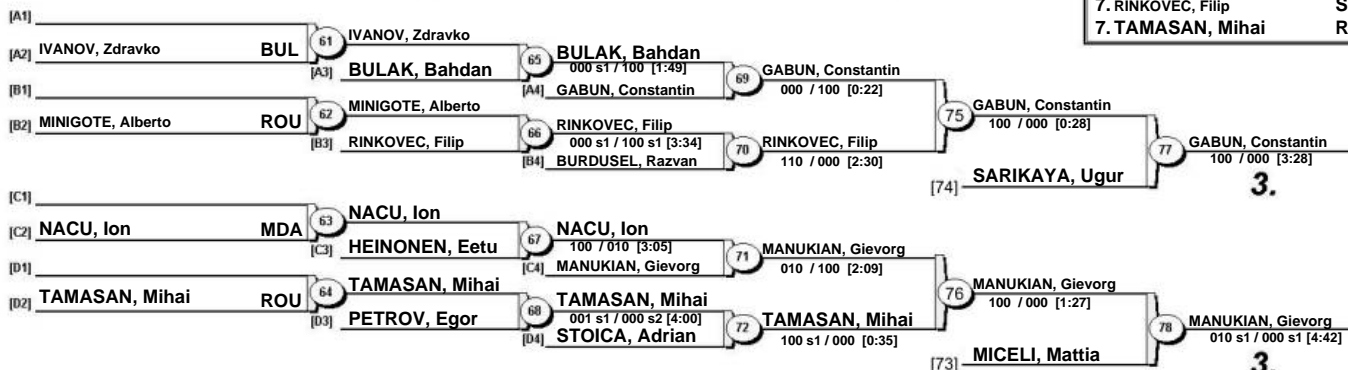 7. RINKOVEC, Filip S
7. TAMASAN, Mihai R
[A1]
[A2] IVANOV, Zdravko BUL
61
IVANOV, Zdravko
[A3] BULAK, Bahdan
65
BULAK, Bahdan
000 s1 / 100 [1:49]
[A4] GABUN, Constantin
69
GABUN, Constantin
000 / 100 [0:22]
[B1]
[B2] MINIGOTE, Alberto ROU
62
MINIGOTE, Alberto
[B3] RINKOVEC, Filip
66
RINKOVEC, Filip
000 s1 / 100 s1 [3:34]
[B4] BURDUSEL, Razvan
70
RINKOVEC, Filip
110 / 000 [2:30]
75
GABUN, Constantin
100 / 000 [0:28]
[74] SARIKAYA, Ugur
77
GABUN, Constantin
100 / 000 [3:28]
3.
[C1]
[C2] NACU, Ion MDA
63
NACU, Ion
[C3] HEINONEN, Eetu
67
NACU, Ion
100 / 010 [3:05]
[C4] MANUKIAN, Gievorg
71
MANUKIAN, Gievorg
010 / 100 [2:09]
[D1]
[D2] TAMASAN, Mihai ROU
64
TAMASAN, Mihai
[D3] PETROV, Egor
68
TAMASAN, Mihai
001 s1 / 000 s2 [4:00]
[D4] STOICA, Adrian
72
TAMASAN, Mihai
100 s1 / 000 [0:35]
76
MANUKIAN, Gievorg
100 / 000 [1:27]
[73] MICELI, Mattia
78
MANUKIAN, Gievorg
010 s1 / 000 s1 [4:42]
3.